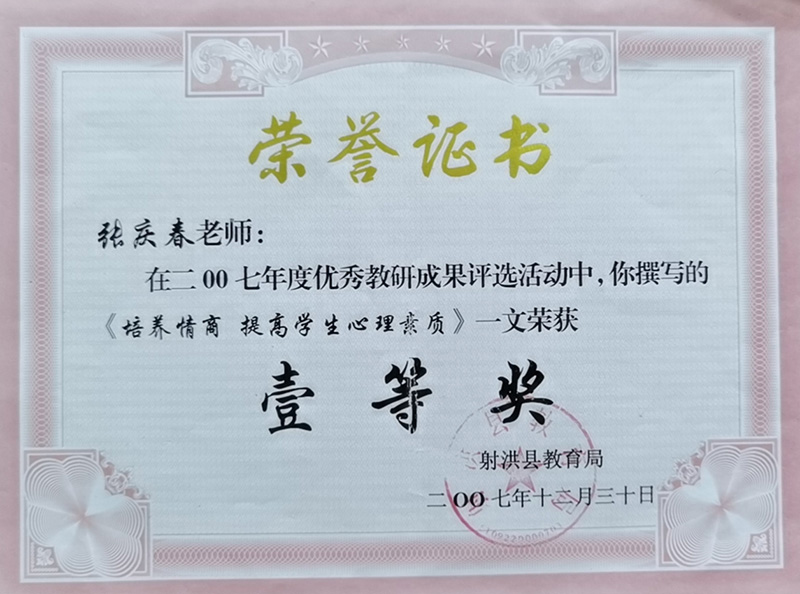 荣誉证书
张庆春老师：
在二00七年度优秀教研成果评选活动中，你撰写的
《培养情商 提高学生心理素质》一文荣获
壹等奖
射洪县教育局
二00七年十二月三十日